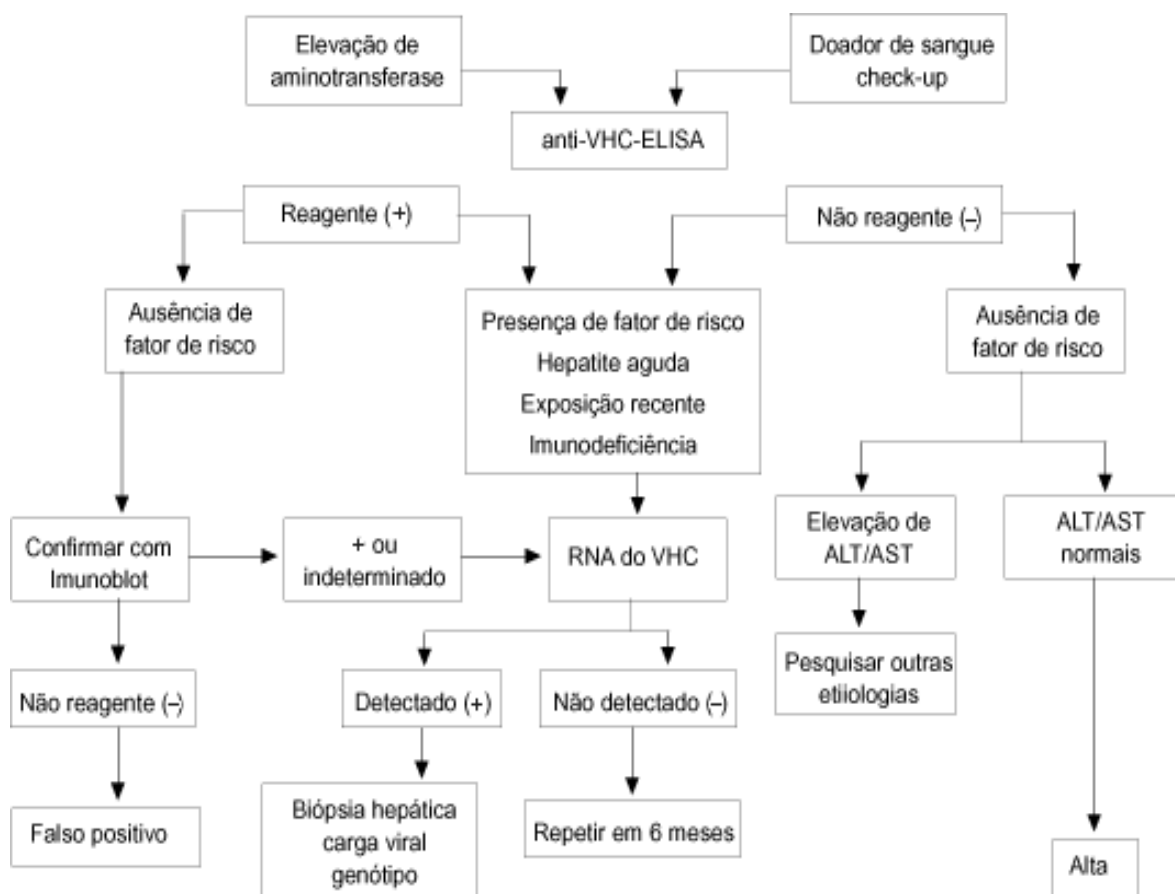 Elevação de
aminotransferase
Doador de sangue
check-up
anti-VHC-ELISA
Reagente (+)
Não reagente (–)
Ausência de
fator de risco
Presença de fator de risco
Hepatite aguda
Exposição recente
Imunodeficiência
Ausência de
fator de risco
Confirmar com
Imunoblot
+ ou
indeterminado
RNA do VHC
Elevação de
ALT/AST
ALT/AST
normais
Não reagente (–)
Detectado (+)
Não detectado (–)
Pesquisar outras
etiiologias
Falso positivo
Biópsia hepática
carga viral
genótipo
Repetir em 6 meses
Alta